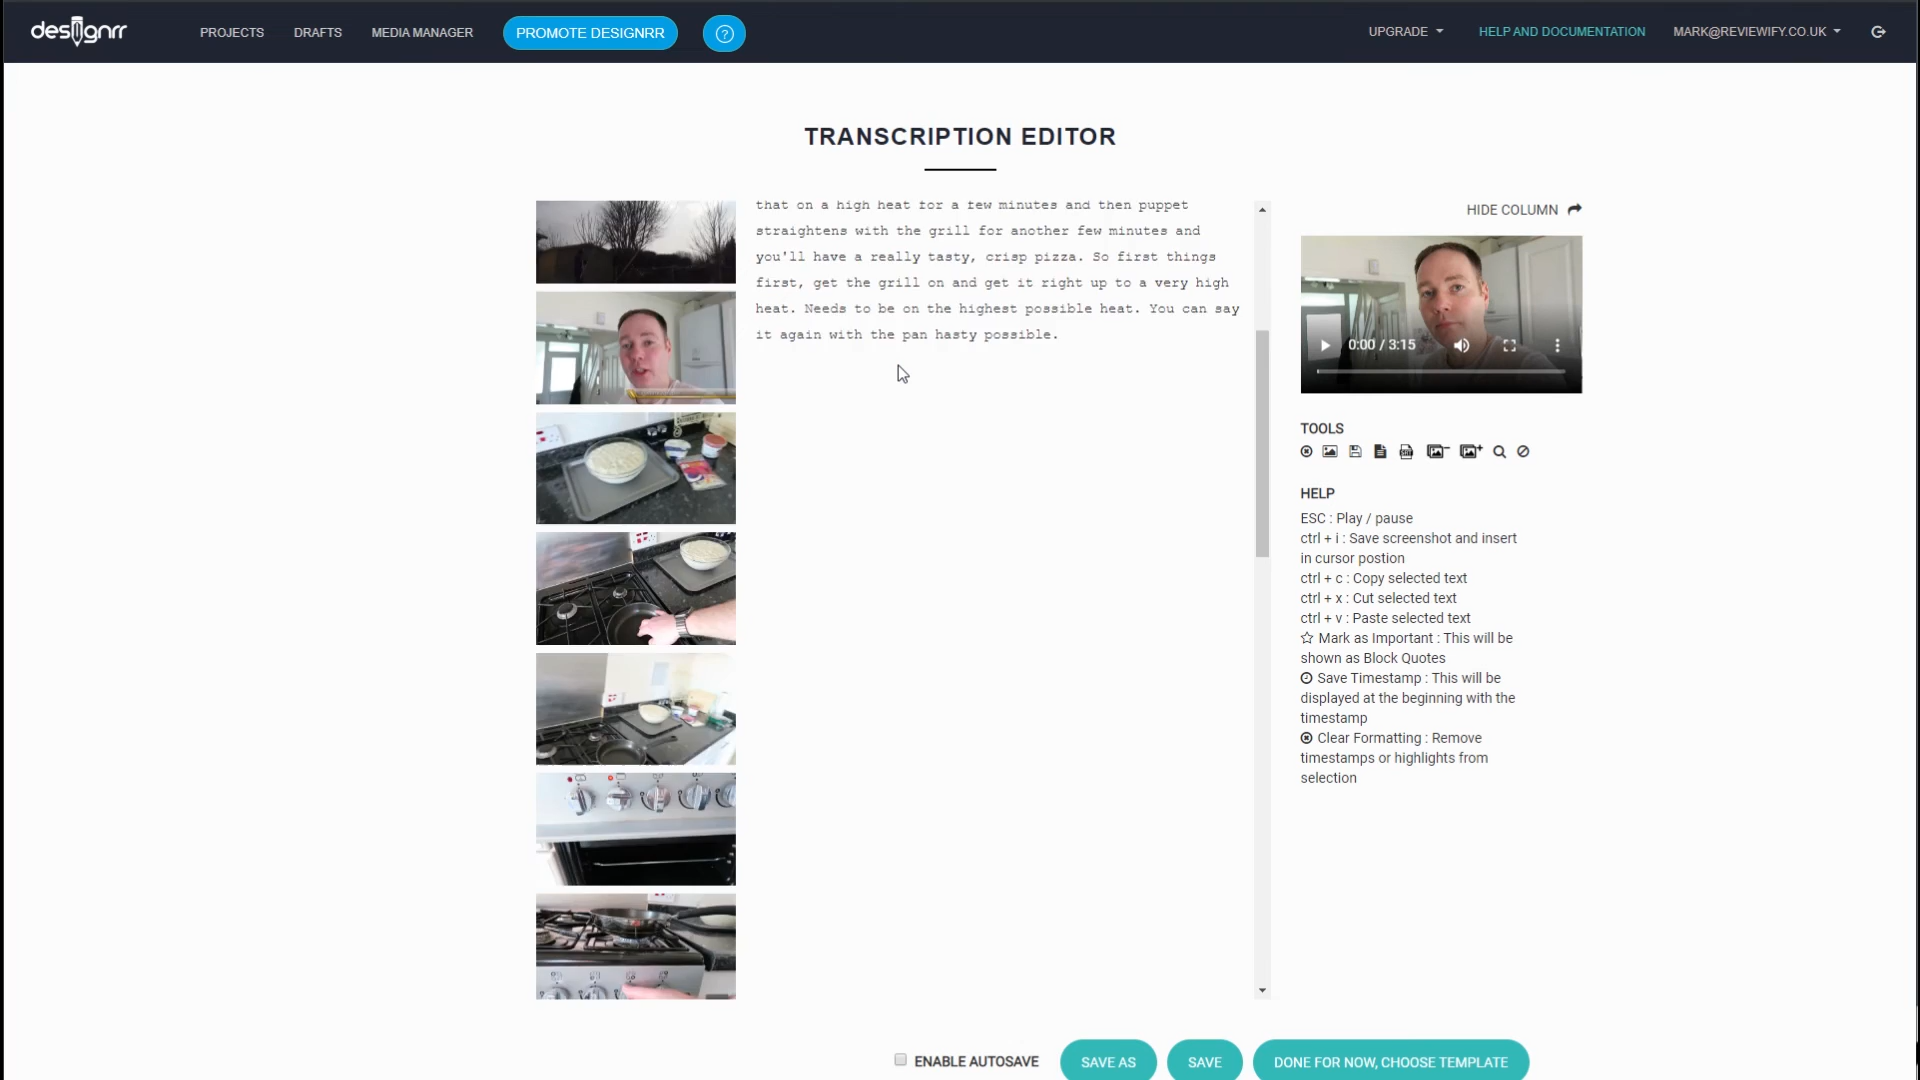 designrr
PROJECTS DRAFTS MEDIA MANAGER PROMOTE DESIGNRR ? UPGRADE HELP AND DOCUMENTATION MARK@REVIEWIFY.CO.UK
TRANSCRIPTION EDITOR
that on a high heat for a few minutes and then puppet
straightens with the grill for another few minutes and
you'll have a really tasty, crisp pizza. So first things
first, get the grill on and get it right up to a very high
heat. Needs to be on the highest possible heat. You can say
it again with the pan hasty possible.
HIDE COLUMN
0:00 / 3:15
TOOLS
HELP
ESC : Play / pause
ctrl + i : Save screenshot and insert
in cursor postion
ctrl + c : Copy selected text
ctrl + x : Cut selected text
ctrl + v : Paste selected text
Mark as Important : This will be
shown as Block Quotes
Save Timestamp : This will be
displayed at the beginning with the
timestamp
Clear Formatting : Remove
timestamps or highlights from
selection
ENABLE AUTOSAVE SAVE AS SAVE DONE FOR NOW, CHOOSE TEMPLATE